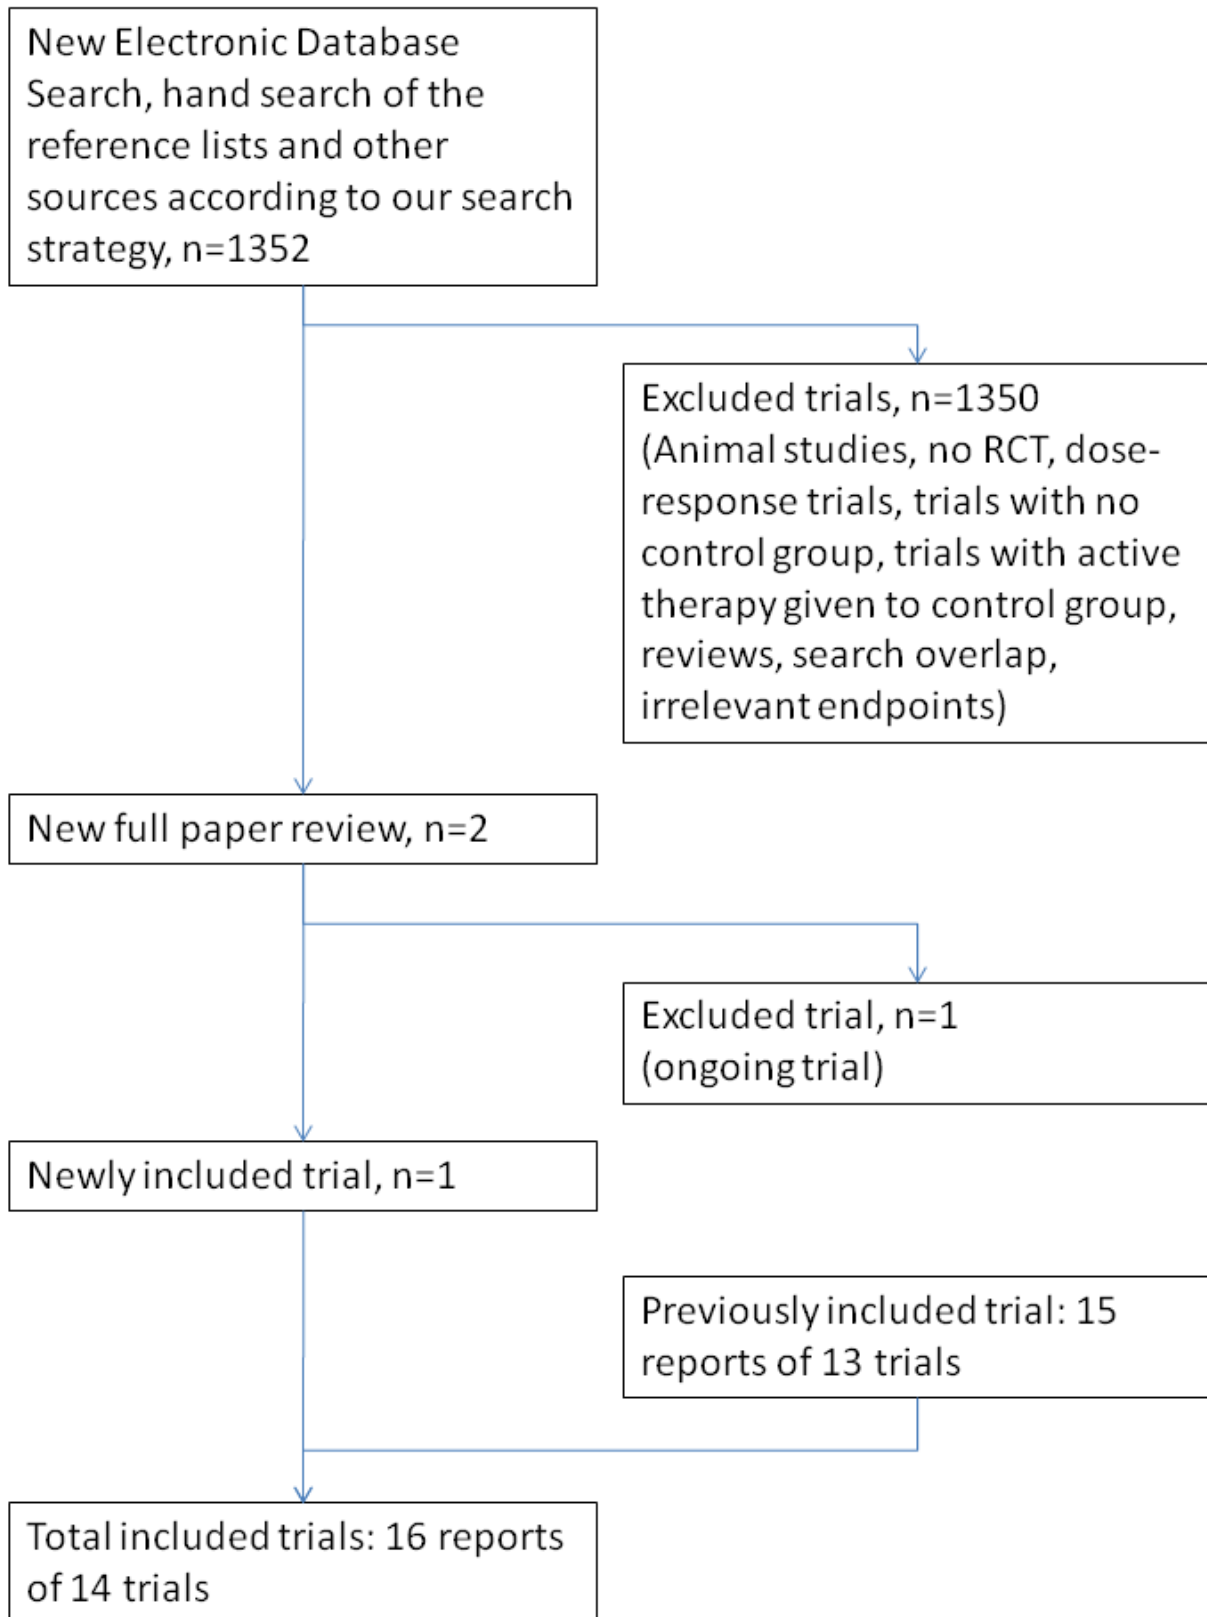 New Electronic Database
Search, hand search of the
reference lists and other
sources according to our search
strategy, n=1352
Excluded trials, n=1350
(Animal studies, no RCT, dose-
response trials, trials with no
control group, trials with active
therapy given to control group,
reviews, search overlap,
irrelevant endpoints)
New full paper review, n=2
Excluded trial, n=1
(ongoing trial)
Newly included trial, n=1
Previously included trial: 15
reports of 13 trials
Total included trials: 16 reports
of 14 trials